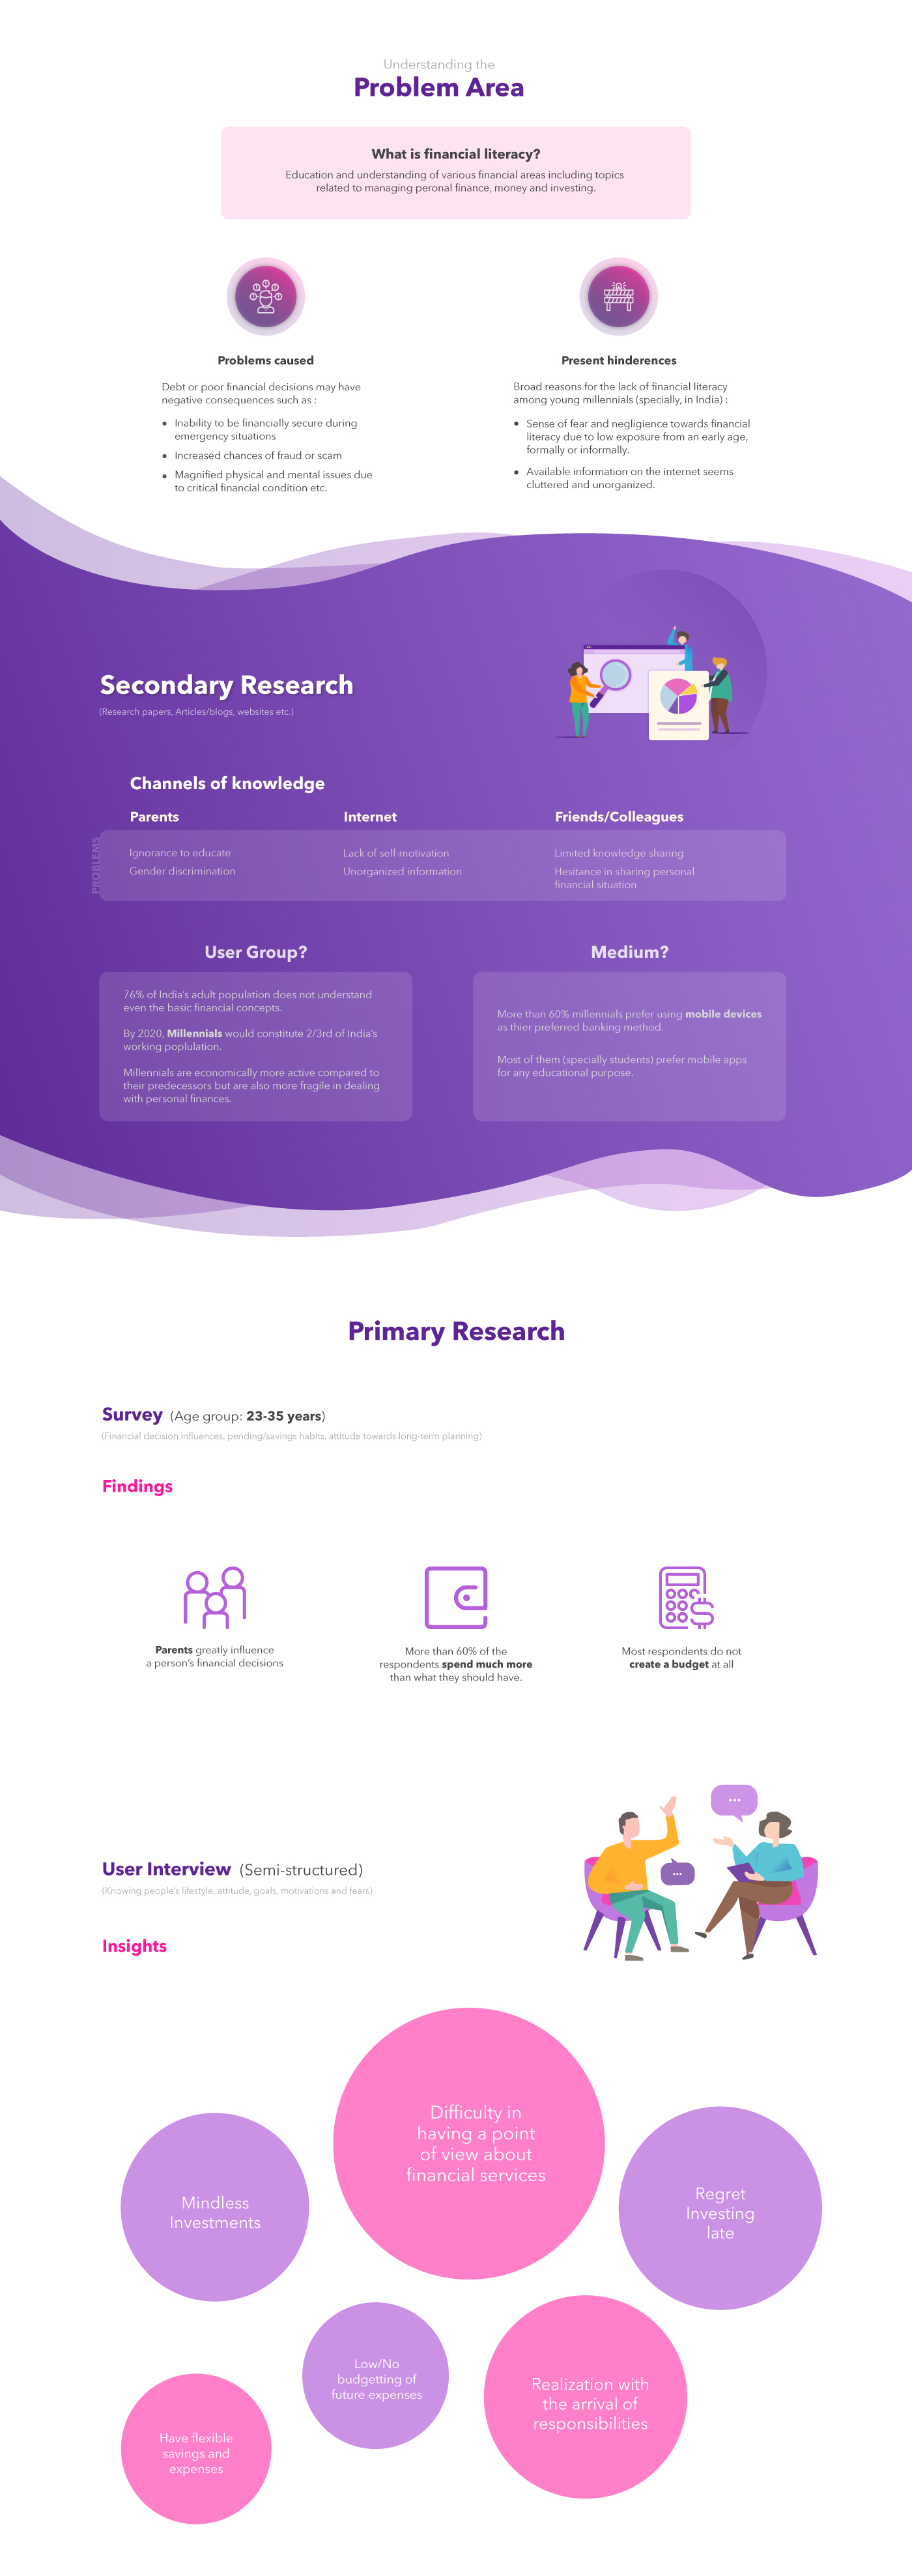 Understanding the
Problem Area
What is financial literacy?
Education and understanding of various financial areas including topics
related to managing peronal finance, money and investing.
Problems caused
Debt or poor financial decisions may have
negative consequences such as :
Inability to be financially secure during
emergency situations
Increased chances of fraud or scam
Magnified physical and mental issues due
to critical financial condition etc.
Present hinderences
Broad reasons for the lack of financial literacy
among young millennials (specially, in India) :
Sense of fear and negligience towards financial
literacy due to low exposure from an early age,
formally or informally.
Available information on the internet seems
cluttered and unorganized.
Secondary Research
(Research papers, Articles/blogs, websites etc.)
Channels of knowledge
Parents
Internet
Friends/Colleagues
PROBLEMS
Ignorance to educate
Gender discrimination
Lack of self-motivation
Unorganized information
Limited knowledge sharing
Hesitance in sharing personal
financial situation
User Group?
76% of India's adult population does not understand
even the basic financial concepts.
By 2020, Millennials would constitute 2/3rd of India's
working poplulation.
Millennials are economically more active compared to
their predecessors but are also more fragile in dealing
with personal finances.
Medium?
More than 60% millennials prefer using mobile devices
as thier preferred banking method.
Most of them (specially students) prefer mobile apps
for any educational purpose.
Primary Research
Survey (Age group: 23-35 years)
(Financial decision influences, pending/savings habits, attitude towards long-term planning)
Findings
Parents greatly influence
a person's financial decisions
More than 60% of the
respondents spend much more
than what they should have.
Most respondents do not
create a budget at all
User Interview (Semi-structured)
(Knowing people's lifestyle, attitude, goals, motivations and fears)
Insights
Difficulty in
having a point
of view about
financial services
Mindless
Investments
Regret
Investing
late
Low/No
budgetting of
future expenses
Realization with
the arrival of
responsibilities
Have flexible
savings and
expenses